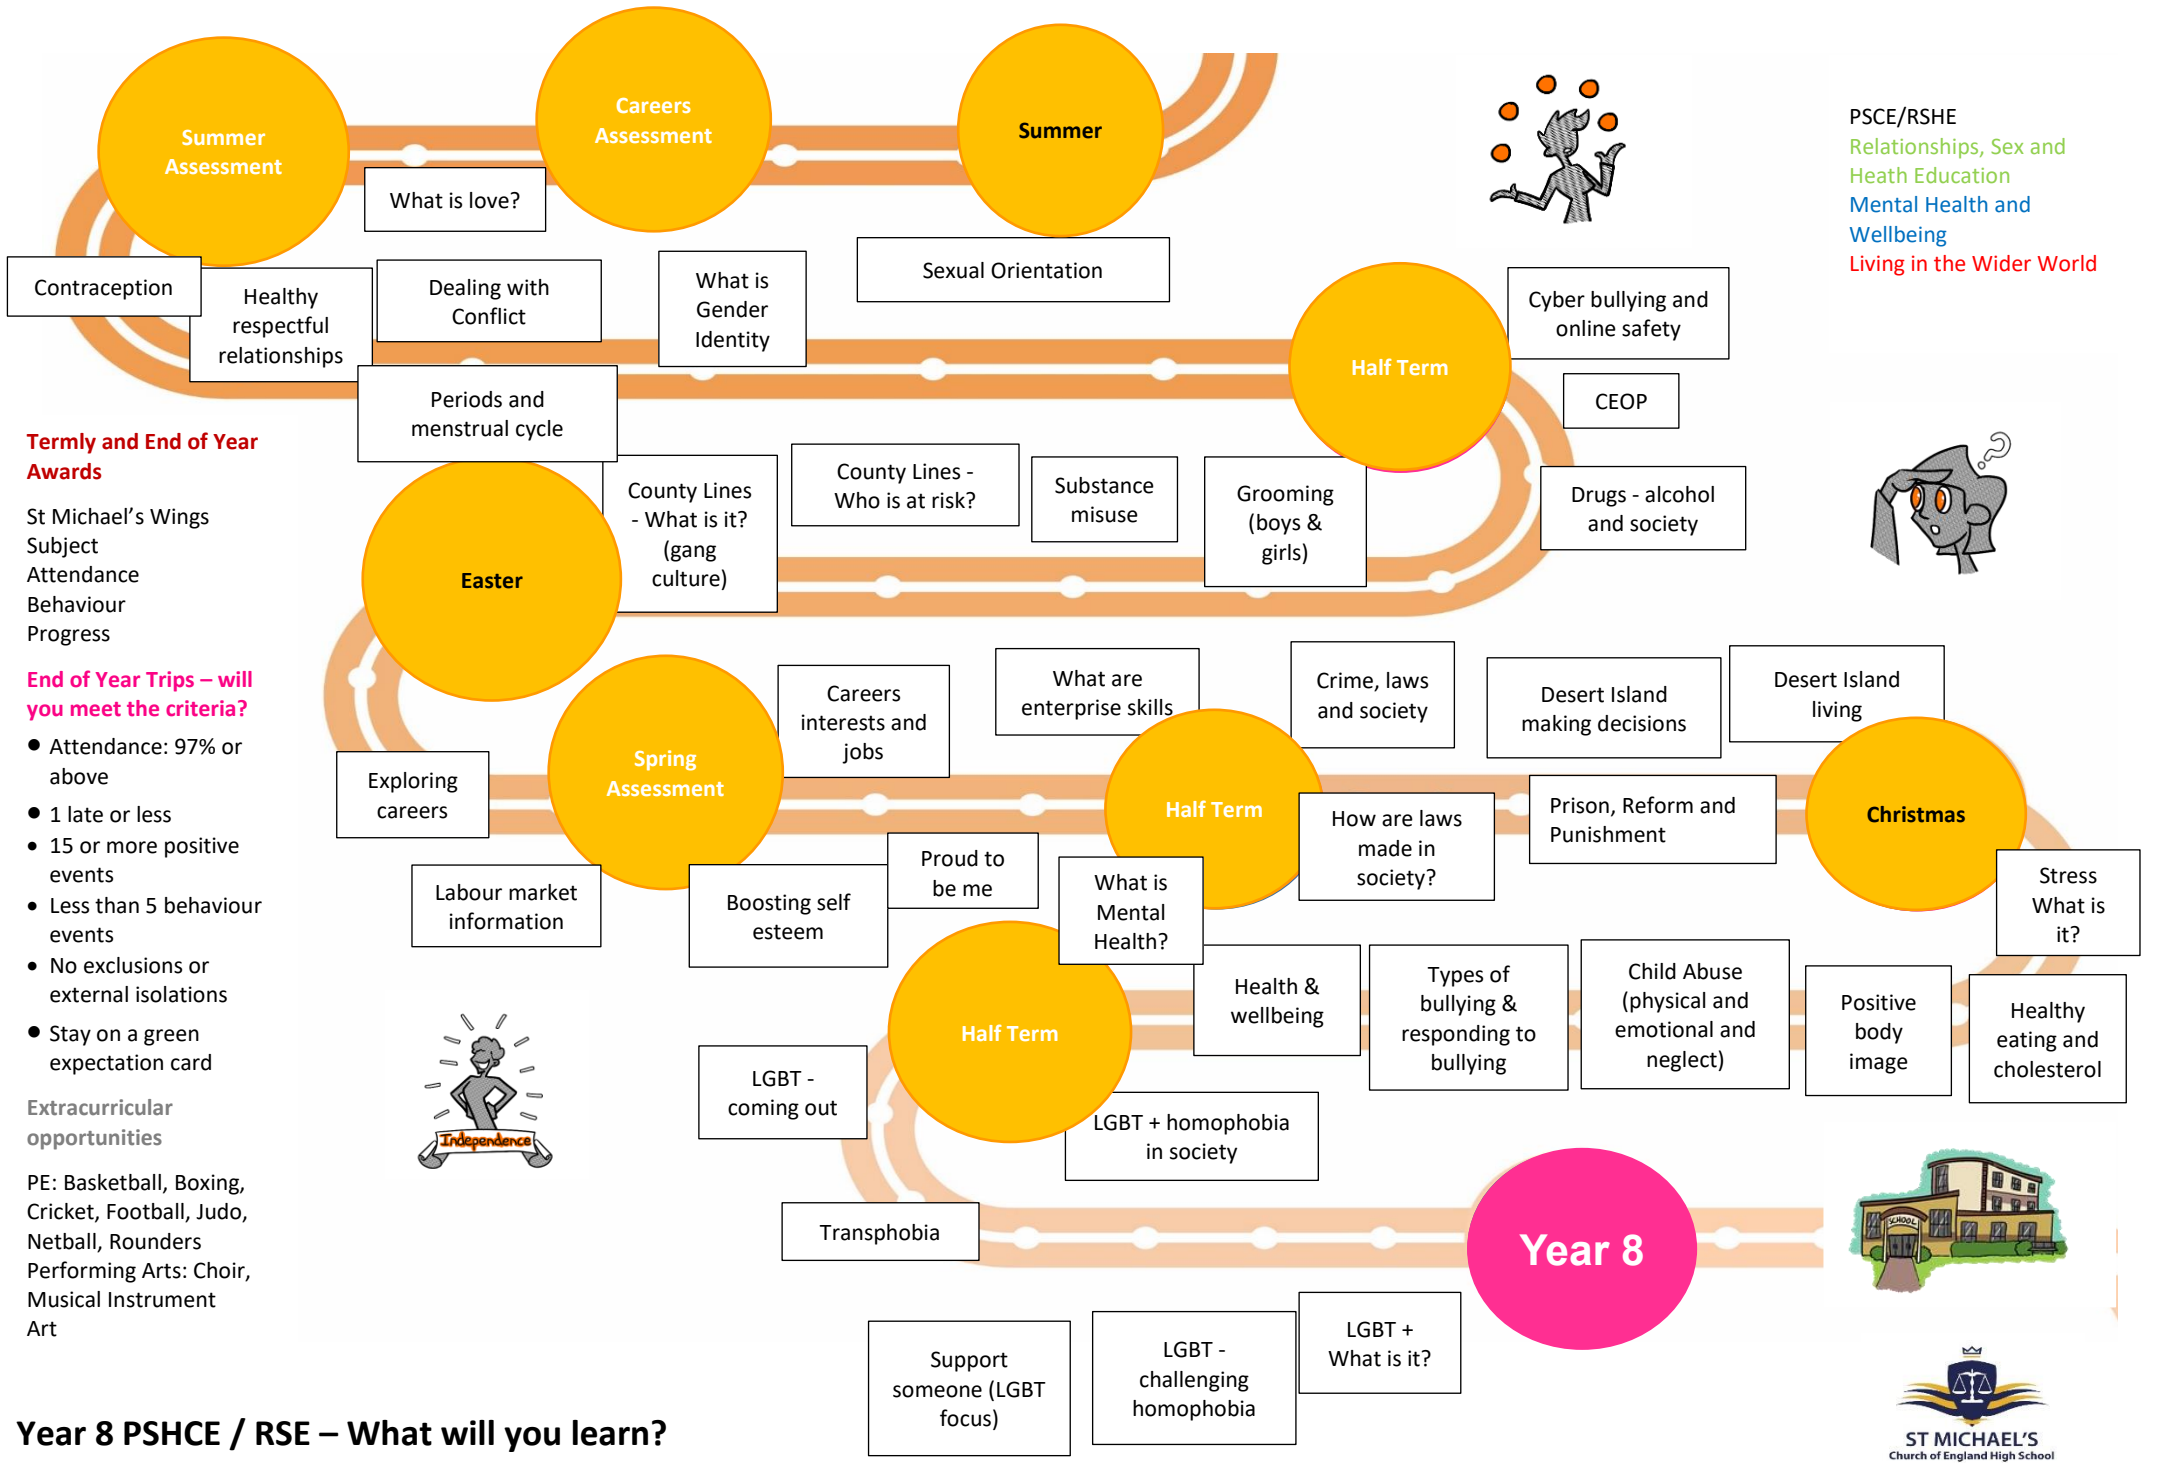 Summer
Assessment
Careers
Assessment
Summer
What is love?
PSCE/RSHE
Relationships, Sex and
Heath Education
Mental Health and
Wellbeing
Living in the Wider World
Contraception
Healthy
respectful
relationships
Dealing with
Conflict
What is
Gender
Identity
Sexual Orientation
Half Term
Cyber bullying and
online safety
CEOP
Periods and
menstrual cycle
Termly and End of Year
Awards
St Michael's Wings
Subject
Attendance
Behaviour
Progress
End of Year Trips – will
you meet the criteria?
• Attendance: 97% or
above
• 1 late or less
• 15 or more positive
events
• Less than 5 behaviour
events
• No exclusions or
external isolations
• Stay on a green
expectation card
Extracurricular
opportunities
PE: Basketball, Boxing,
Cricket, Football, Judo,
Netball, Rounders
Performing Arts: Choir,
Musical Instrument
Art
Easter
County Lines
- What is it?
(gang
culture)
County Lines -
Who is at risk?
Substance
misuse
Grooming
(boys &
girls)
Drugs - alcohol
and society
Exploring
careers
Spring
Assessment
Careers
interests and
jobs
What are
enterprise skills
Half Term
Crime, laws
and society
Desert Island
making decisions
Desert Island
living
Christmas
Labour market
information
Boosting self
esteem
Proud to
be me
What is
Mental
Health?
How are laws
made in
society?
Prison, Reform and
Punishment
Stress
What is
it?
Half Term
Health &
wellbeing
Types of
bullying &
responding to
bullying
Child Abuse
(physical and
emotional and
neglect)
Positive
body
image
Healthy
eating and
cholesterol
Independence
LGBT -
coming out
LGBT + homophobia
in society
Transphobia
Year 8
SCHOOL
Support
someone (LGBT
focus)
LGBT -
challenging
homophobia
LGBT +
What is it?
Year 8 PSHCE / RSE – What will you learn?
ST MICHAEL'S
Church of England High School